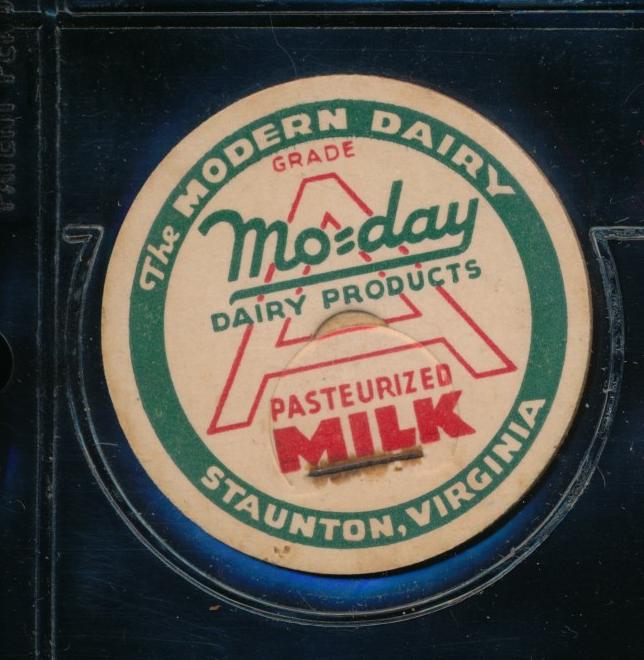 The MODERN DAIRY
GRADE
A
Mo=day
DAIRY PRODUCTS
PASTEURIZED
MILK
STAUNTON, VIRGINIA